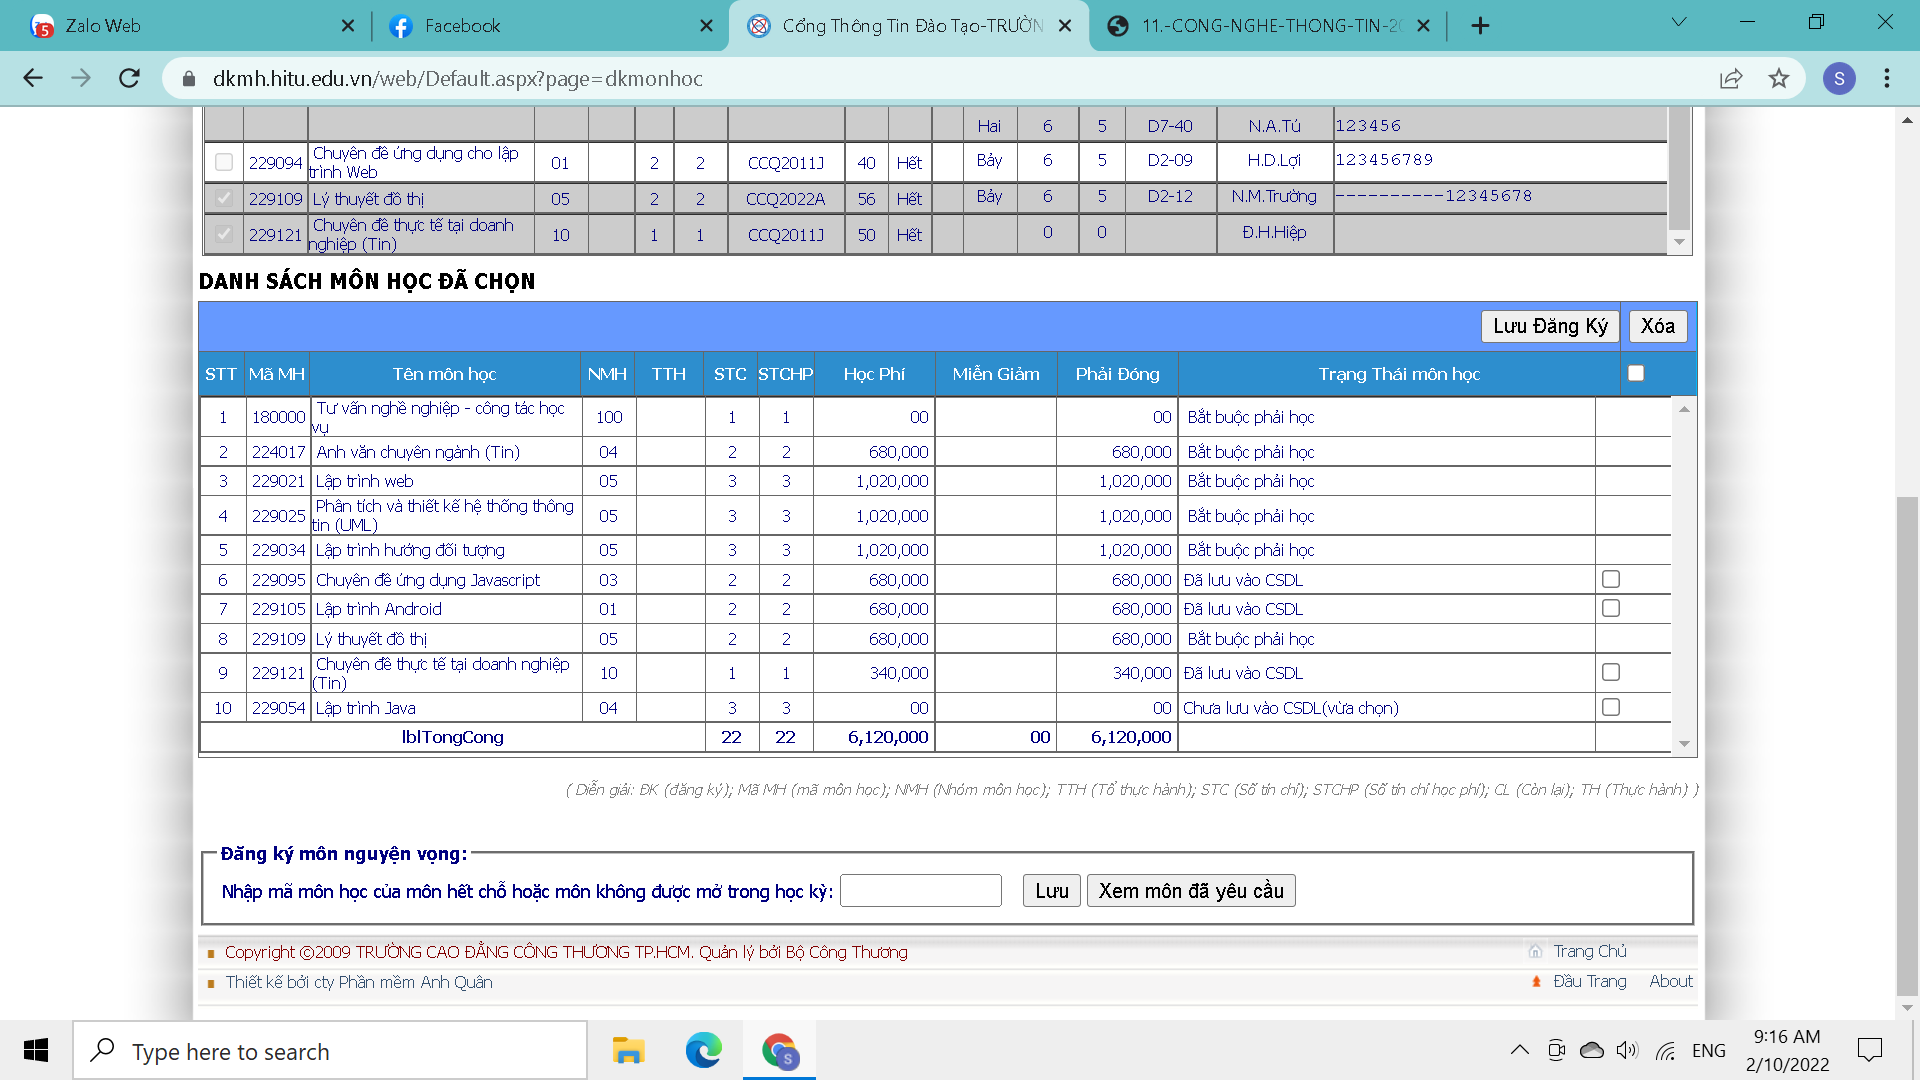 Zalo Web
Facebook
Cổng Thông Tin Đào Tạo-TRƯỜN
11.-CONG-NGHE-THONG-TIN-20
dkmh.hitu.edu.vn/web/Default.aspx?page=dkmonhoc
S
Hai 6 5 D7-40 N.A.Tú 123456
229094 Chuyên đề ứng dụng cho lập trình Web 01 2 2 CCQ2011J 40 Hết Bảy 6 5 D2-09 H.D.Lợi 123456789
229109 Lý thuyết đồ thị 05 2 2 CCQ2022A 56 Hết Bảy 6 5 D2-12 N.M.Trường ----------12345678
229121 Chuyên đề thực tế tại doanh nghiệp (Tin) 10 1 1 CCQ2011J 50 Hết 0 0 Đ.H.Hiệp
DANH SÁCH MÔN HỌC ĐÃ CHỌN
Lưu Đăng Ký Xóa
STT Mã MH Tên môn học NMH TTH STC STCHP Học Phí Miễn Giảm Phải Đóng Trạng Thái môn học
1 180000 Tư vấn nghề nghiệp - công tác học vụ 100 1 1 00 00 Bắt buộc phải học
2 224017 Anh văn chuyên ngành (Tin) 04 2 2 680,000 680,000 Bắt buộc phải học
3 229021 Lập trình web 05 3 3 1,020,000 1,020,000 Bắt buộc phải học
4 229025 Phân tích và thiết kế hệ thống thông tin (UML) 05 3 3 1,020,000 1,020,000 Bắt buộc phải học
5 229034 Lập trình hướng đối tượng 05 3 3 1,020,000 1,020,000 Bắt buộc phải học
6 229095 Chuyên đề ứng dụng Javascript 03 2 2 680,000 680,000 Đã lưu vào CSDL
7 229105 Lập trình Android 01 2 2 680,000 680,000 Đã lưu vào CSDL
8 229109 Lý thuyết đồ thị 05 2 2 680,000 680,000 Bắt buộc phải học
9 229121 Chuyên đề thực tế tại doanh nghiệp (Tin) 10 1 1 340,000 340,000 Đã lưu vào CSDL
10 229054 Lập trình Java 04 3 3 00 00 Chưa lưu vào CSDL(vừa chọn)
lblTongCong 22 22 6,120,000 00 6,120,000
( Diễn giải: ĐK (đăng ký); Mã MH (mã môn học); NMH (Nhóm môn học); TTH (Tổ thực hành); STC (Số tín chỉ); STCHP (Số tín chỉ học phí); CL (Còn lại); TH (Thực hành) )
Đăng ký môn nguyện vọng:
Nhập mã môn học của môn hết chỗ hoặc môn không được mở trong học kỳ: Lưu Xem môn đã yêu cầu
Copyright ©2009 TRƯỜNG CAO ĐẲNG CÔNG THƯƠNG TP.HCM. Quản lý bởi Bộ Công Thương Trang Chủ
Thiết kế bởi cty Phần mềm Anh Quân Đầu Trang About
Type here to search
S
ENG
9:16 AM
2/10/2022